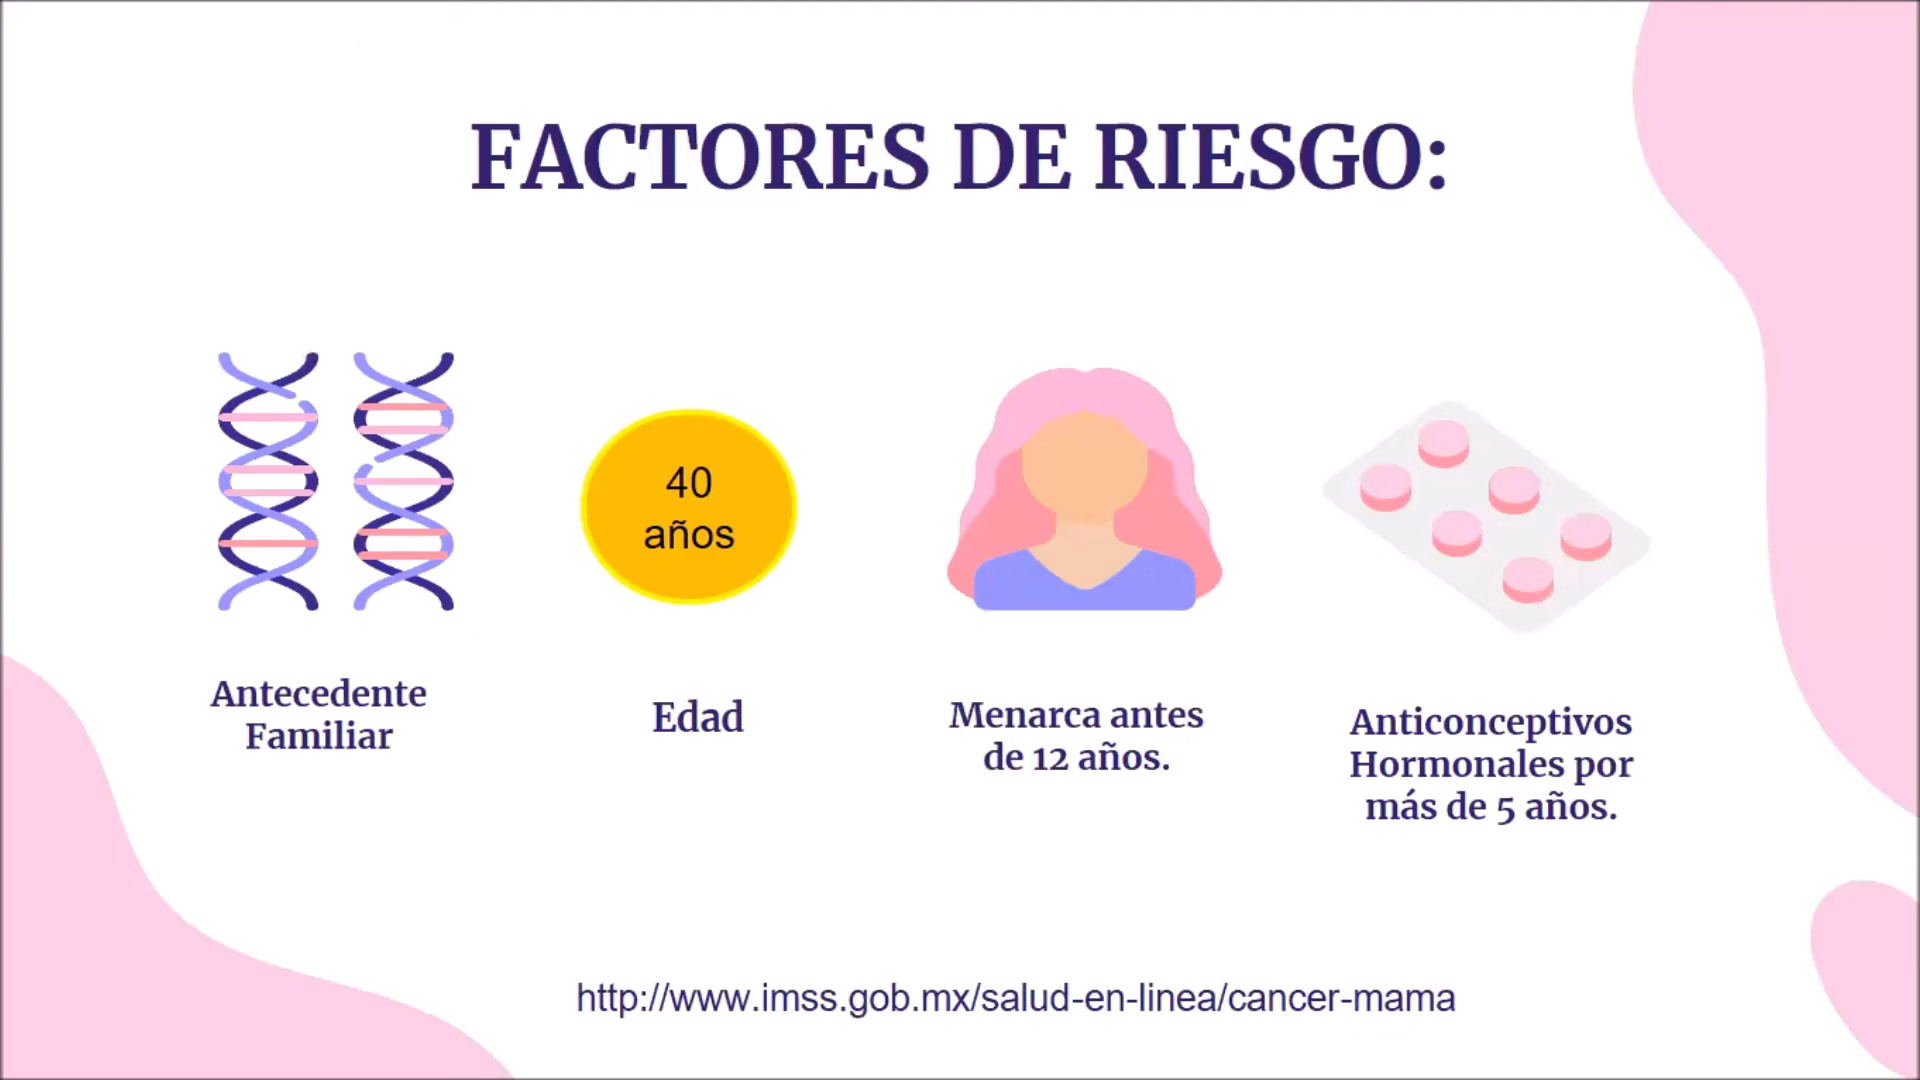 FACTORES DE RIESGO:
40
años
Antecedente
Familiar
Edad
Menarca antes
de 12 años.
Anticonceptivos
Hormonales por
más de 5 años.
http://www.imss.gob.mx/salud-en-linea/cancer-mama